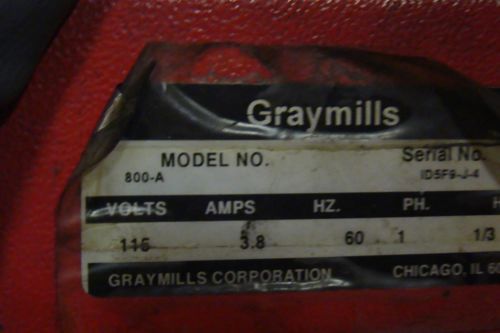 Graymills
MODEL NO. Serial No.
800-A ID5F9-J-4
VOLTS AMPS HZ. PH. H
115 3.8 60 1 1/3
GRAYMILLS CORPORATION CHICAGO, IL 60